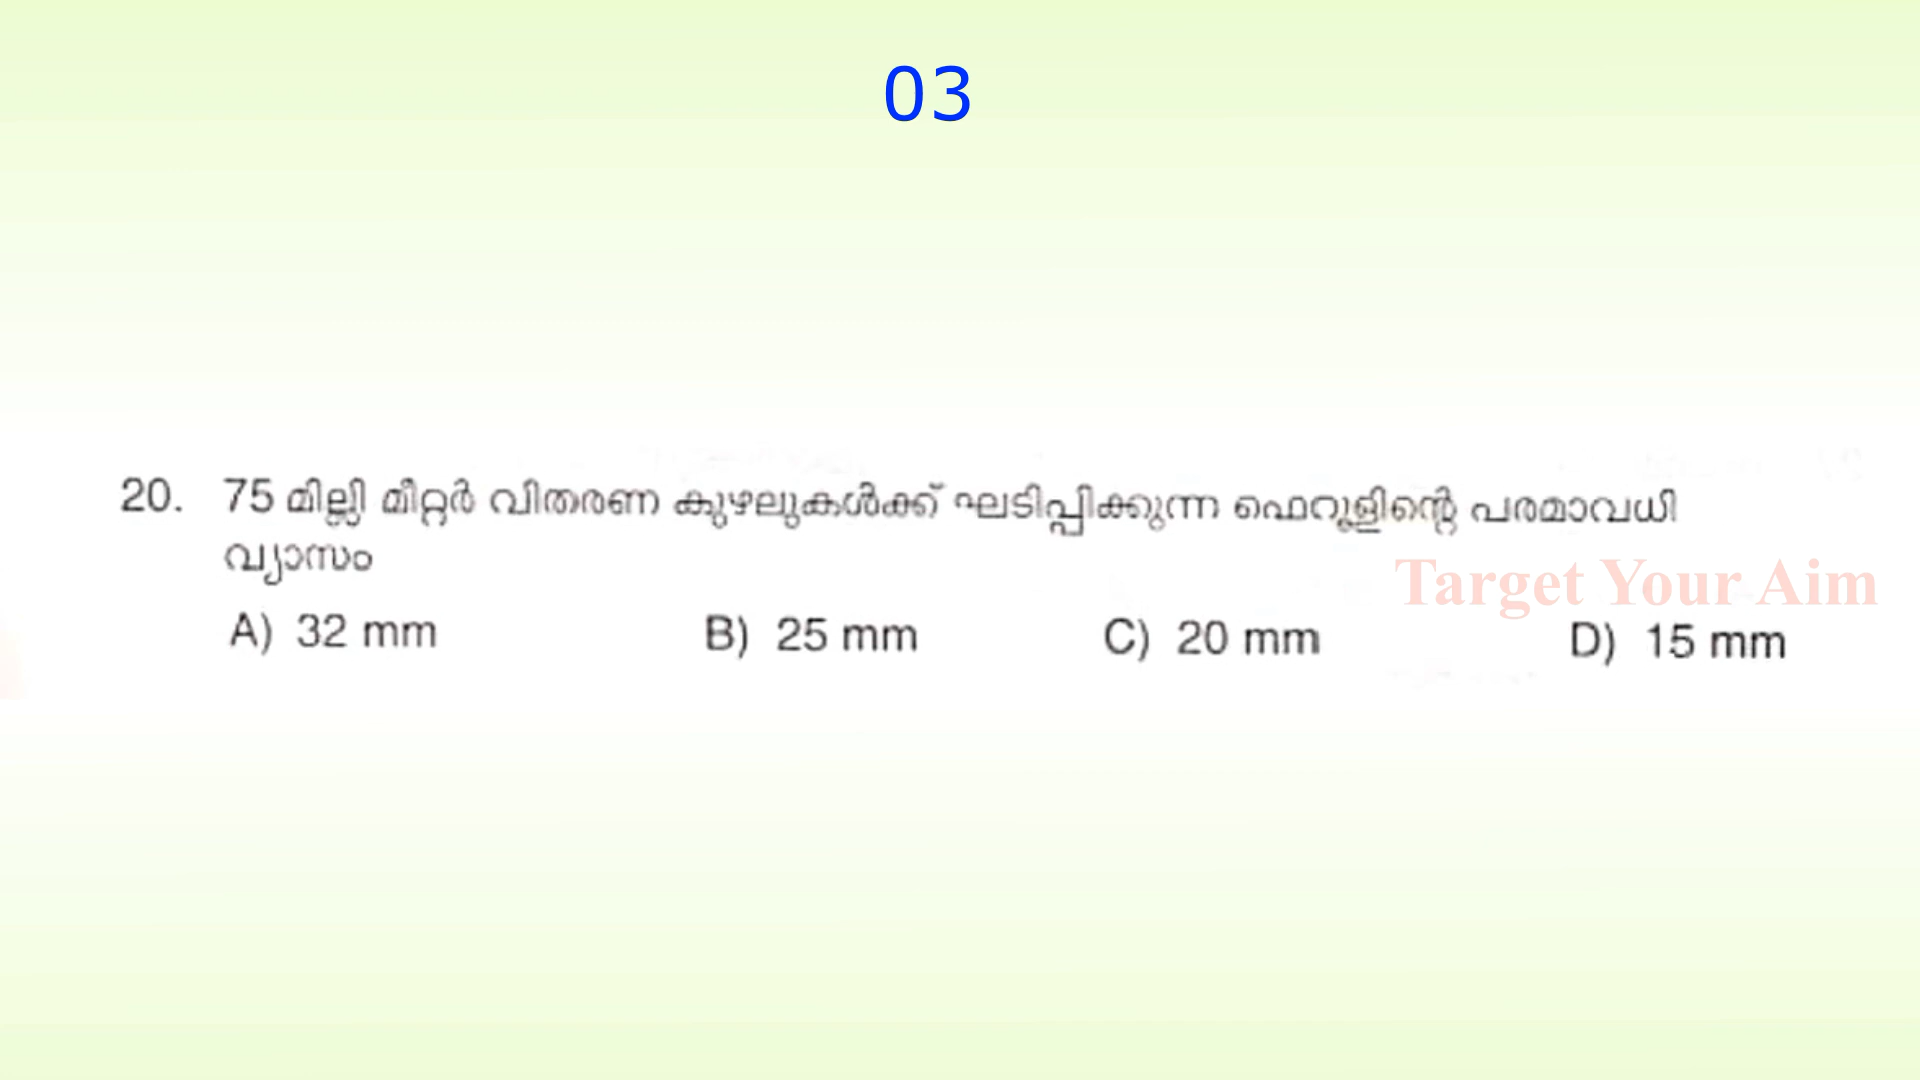 03
20. 75 മില്ലി മീറ്റർ വിതരണ കുഴലുകൾക്ക് ഘടിപ്പിക്കുന്ന ഫെറൂളിന്റെ പരമാവധി
വ്യാസം
Target Your Aim
A) 32 mm B) 25 mm C) 20 mm D) 15 mm